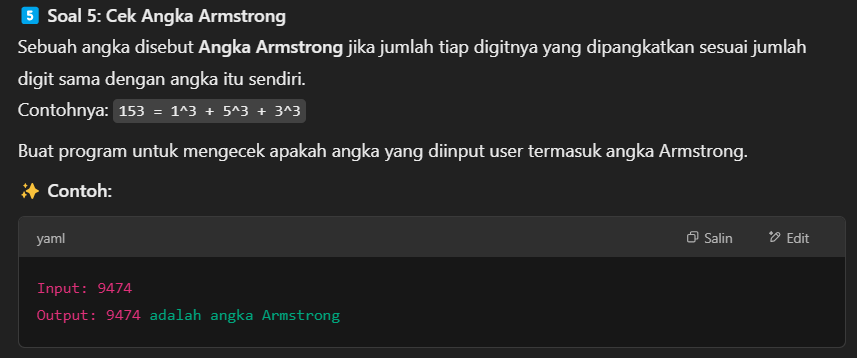 5 Soal 5: Cek Angka Armstrong
Sebuah angka disebut Angka Armstrong jika jumlah tiap digitnya yang dipangkatkan sesuai jumlah
digit sama dengan angka itu sendiri.
Contohnya: 153 = 1^3 + 5^3 + 3^3
Buat program untuk mengecek apakah angka yang diinput user termasuk angka Armstrong.
✨ Contoh:
yaml Salin Edit
Input: 9474
Output: 9474 adalah angka Armstrong